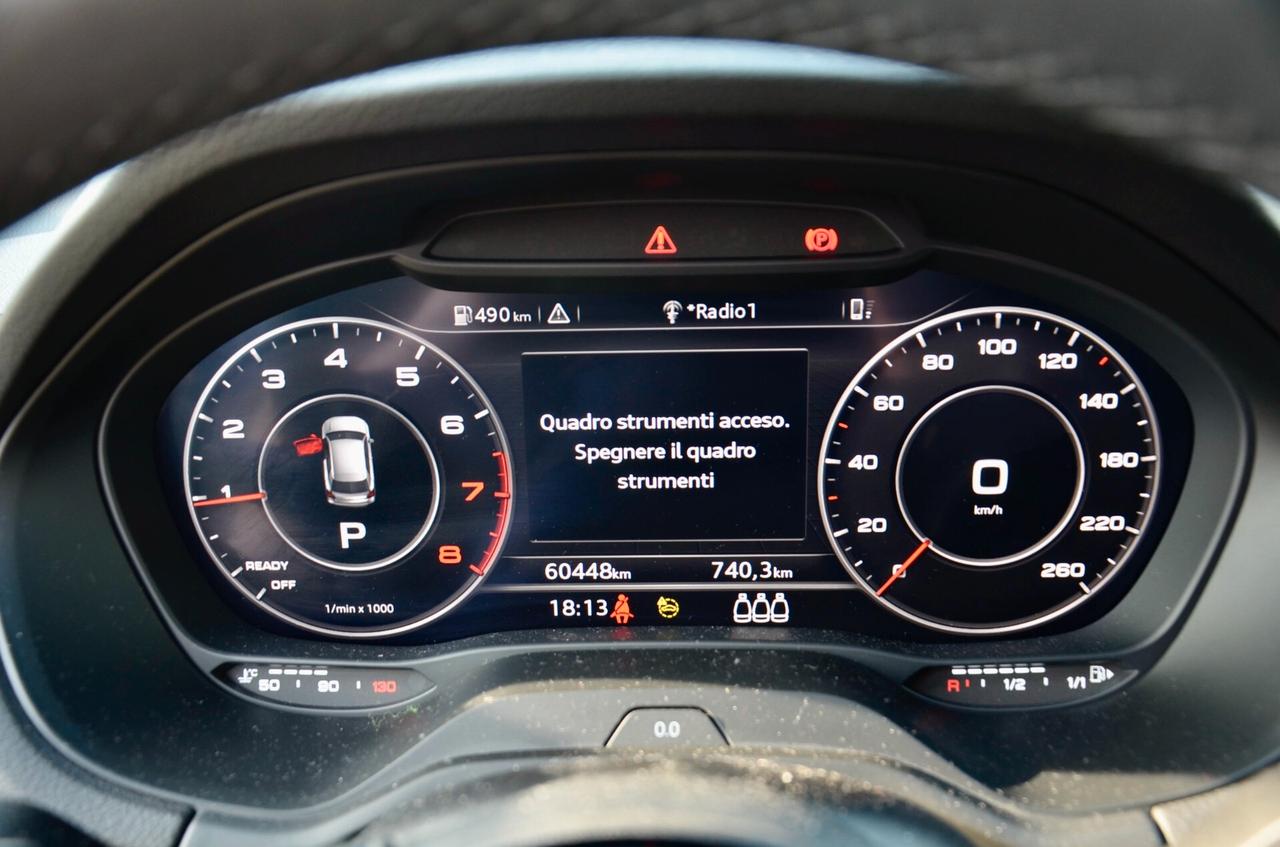 P
490 km
*Radio1
1
2
3
4
5
6
7
8
READY
OFF
1/min x 1000
P
Quadro strumenti acceso.
Spegnere il quadro
strumenti
60448km
740,3km
18:13
0
20
40
60
80
100
120
140
180
220
260
0
km/h
°C
50
90
130
R
1/2
1/1
0.0